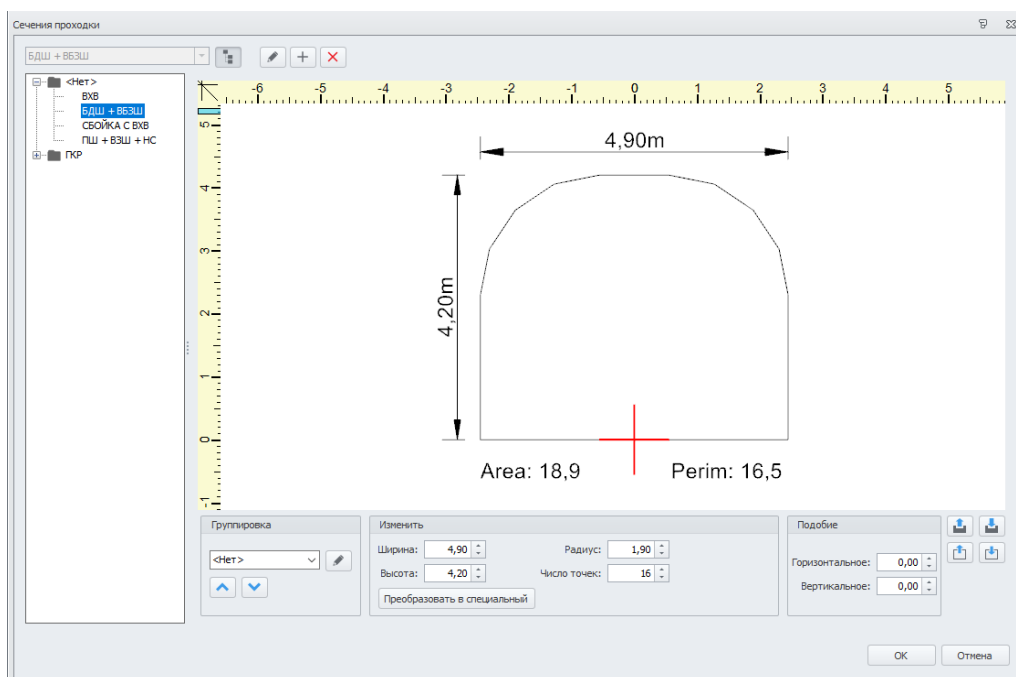 Сечения проходки
БДШ + ВБЗШ
<Нет>
ВХВ
БДШ + ВБЗШ
СБОЙКА С ВХВ
ПШ + ВЗШ + НС
ГКР
-6 -5 -4 -3 -2 -1 0 1 2 3 4 5
5
4
3
2
1
0
-1
4,90m
4,20m
Area: 18,9 Perim: 16,5
Группировка
<Нет>
Изменить
Ширина: 4,90 Радиус: 1,90
Высота: 4,20 Число точек: 16
Преобразовать в специальный
Подобие
Горизонтальное: 0,00
Вертикальное: 0,00
ОК Отмена